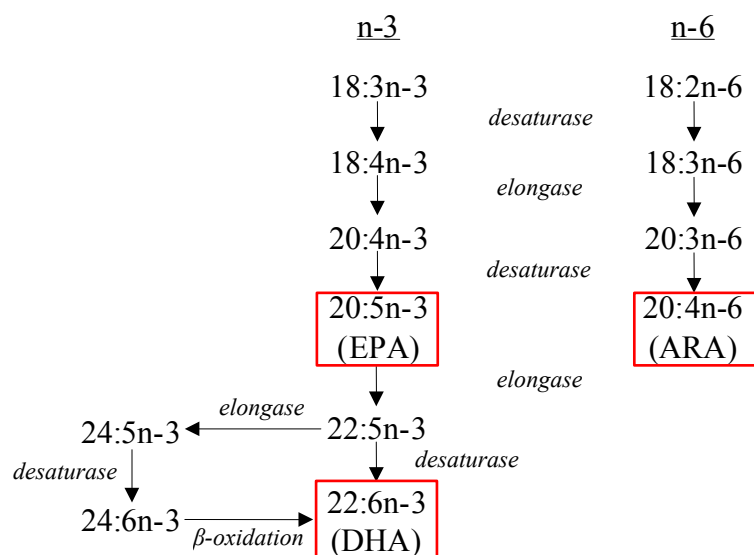 n-3 n-6
18:3n-3 18:2n-6
desaturase
18:4n-3 18:3n-6
elongase
20:4n-3 20:3n-6
desaturase
20:5n-3 20:4n-6
(EPA) (ARA)
elongase
elongase
24:5n-3 22:5n-3
desaturase desaturase
24:6n-3 22:6n-3
β-oxidation (DHA)